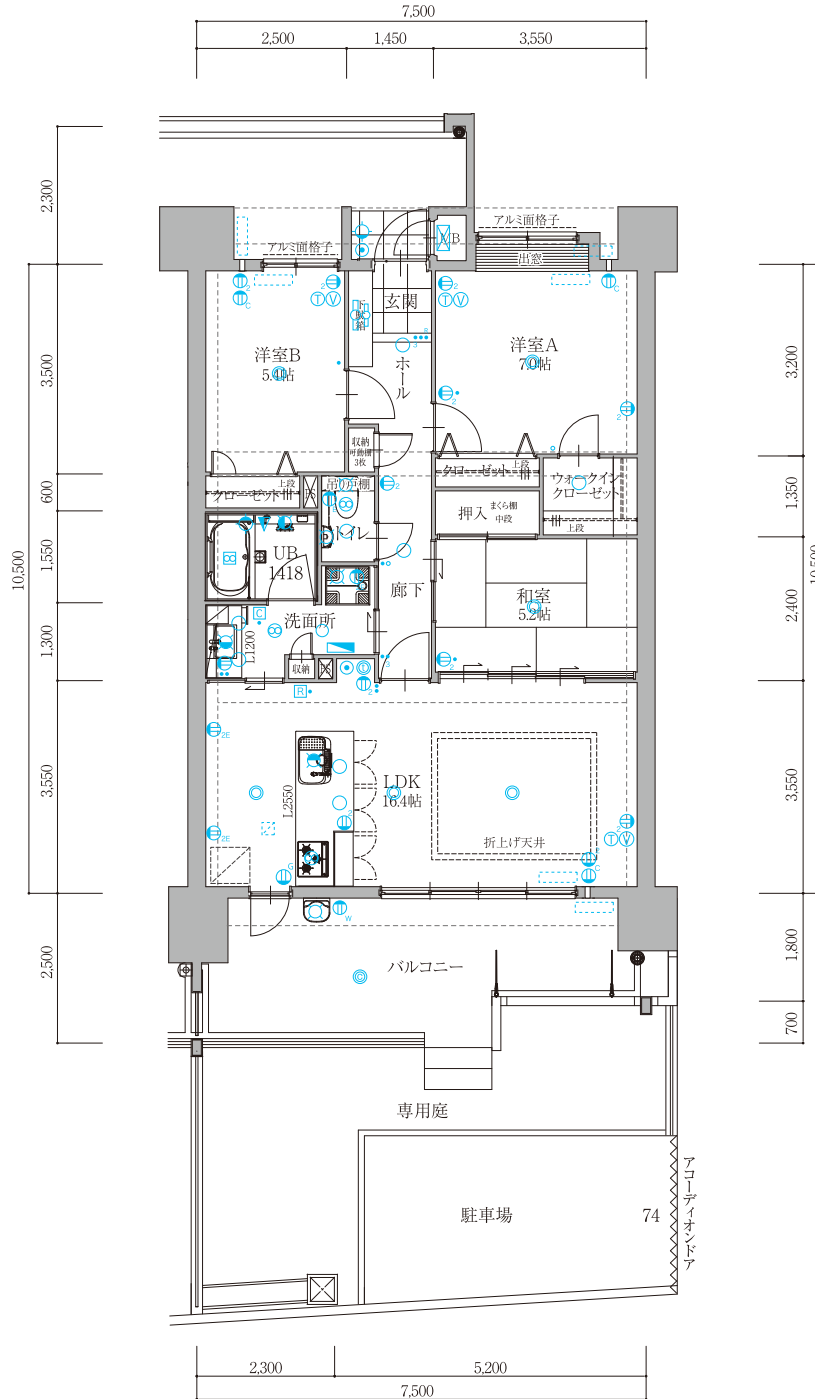 7,500
2,500
1,450
3,550
2,300
3,500
600
1,550
1,300
3,550
2,500
10,500
3,200
1,350
2,400
3,550
1,800
700
アルミ面格子
アルミ面格子
MB
出窓
玄関
下駄箱
洋室B
5.4帖
洋室A
7.0帖
ホール
収納
可動棚
3枚
上段
クローゼット
吊り戸棚
トイレ
クローゼット
上段
ウォークイン
クローゼット
上段
押入
まくら棚
中段
UB
1418
廊下
和室
5.2帖
洗面所
L1200
収納
LDK
16.4帖
L2550
折上げ天井
バルコニー
専用庭
駐車場
74
アコーディオンドア
2,300
5,200
7,500